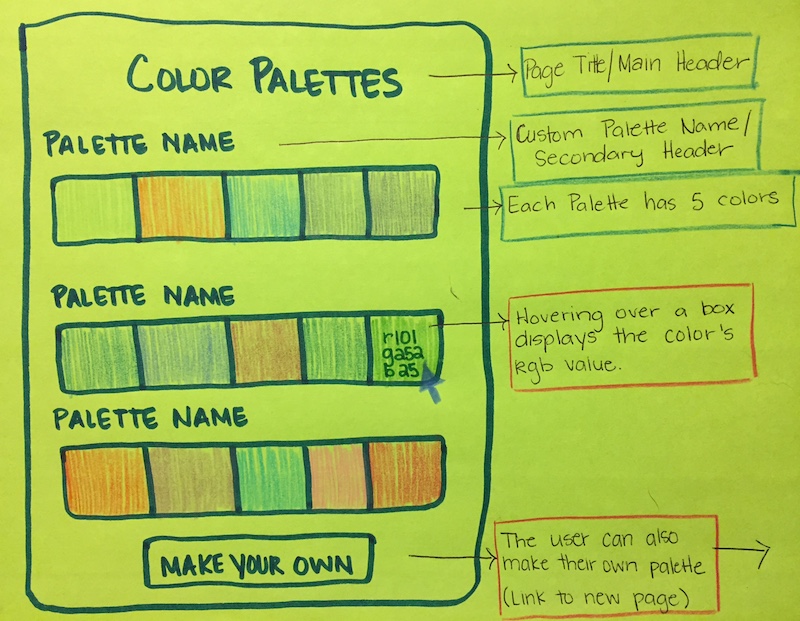 COLOR PALETTES
Page Title/Main Header
PALETTE NAME
Custom Palette Name/
Secondary Header
Each Palette has 5 colors
PALETTE NAME
r101
g252
b 25
Hovering over a box
displays the color's
rgb value.
PALETTE NAME
MAKE YOUR OWN
The user can also
make their own palette
(Link to new page)